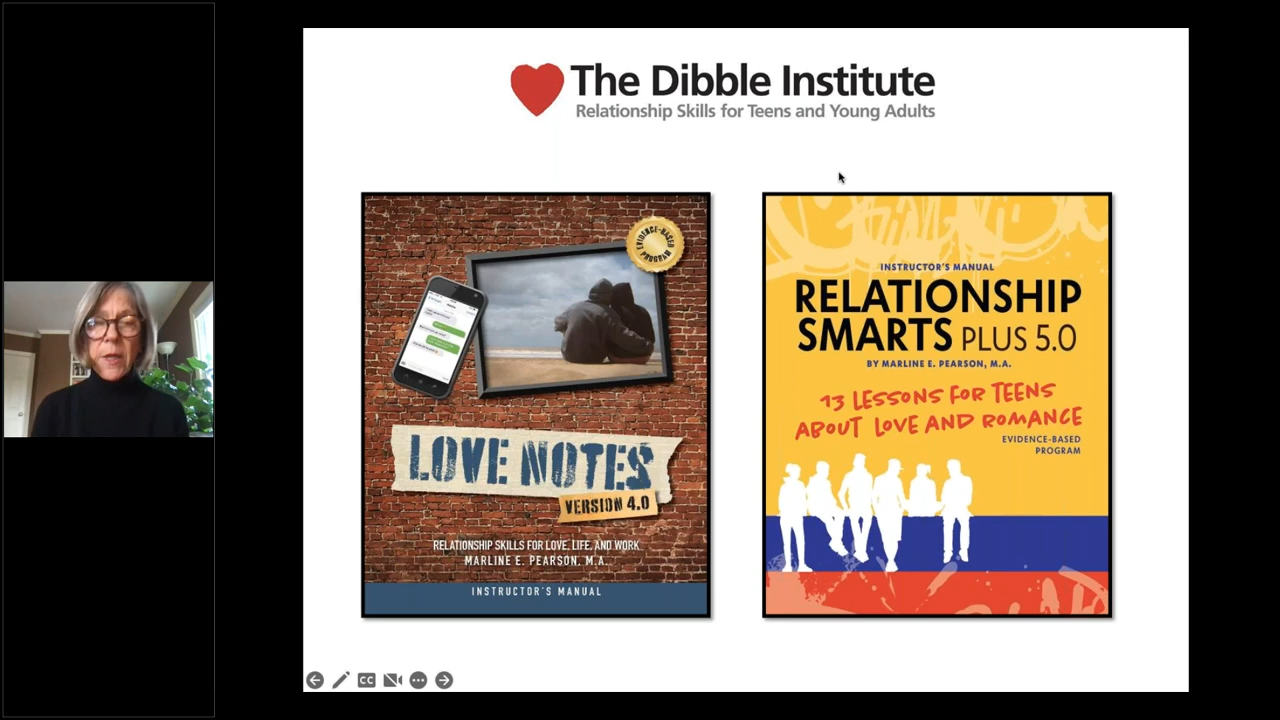 The Dibble Institute
Relationship Skills for Teens and Young Adults
EVIDENCE-BASED
PROGRAM
LOVE NOTES
VERSION 4.0
RELATIONSHIP SKILLS FOR LOVE, LIFE, AND WORK
MARLINE E. PEARSON, M.A.
INSTRUCTOR'S MANUAL
INSTRUCTOR'S MANUAL
RELATIONSHIP
SMARTS PLUS 5.0
BY MARLINE E. PEARSON, M.A.
13 LESSONS FOR TEENS
ABOUT LOVE AND ROMANCE
EVIDENCE-BASED
PROGRAM
CC